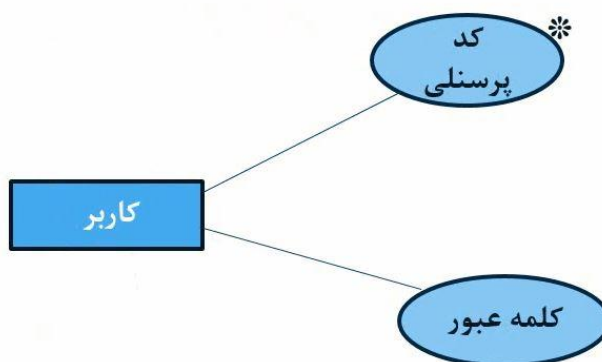 کد
پرسنلی
کاربر
کلمه عبور